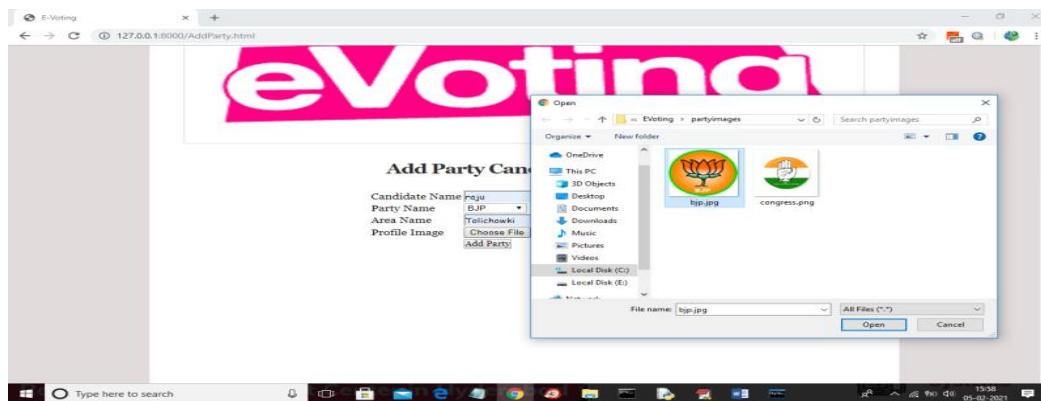 E-Voting
127.0.0.1:8000/AddParty.html
eVoting
Add Party Can
Candidate Name raju
Party Name BJP
Area Name Tolichowki
Profile Image Choose File
Add Party
Open
« EVoting › partyimages
Search partyimages
Organize
New folder
OneDrive
This PC
3D Objects
Desktop
Documents
Downloads
Music
Pictures
Videos
Local Disk (C:)
Local Disk (E:)
Network
BJP
bjp.jpg
congress.png
File name: bjp.jpg
All Files (*.*)
Open
Cancel
Type here to search
15:58
05-02-2021